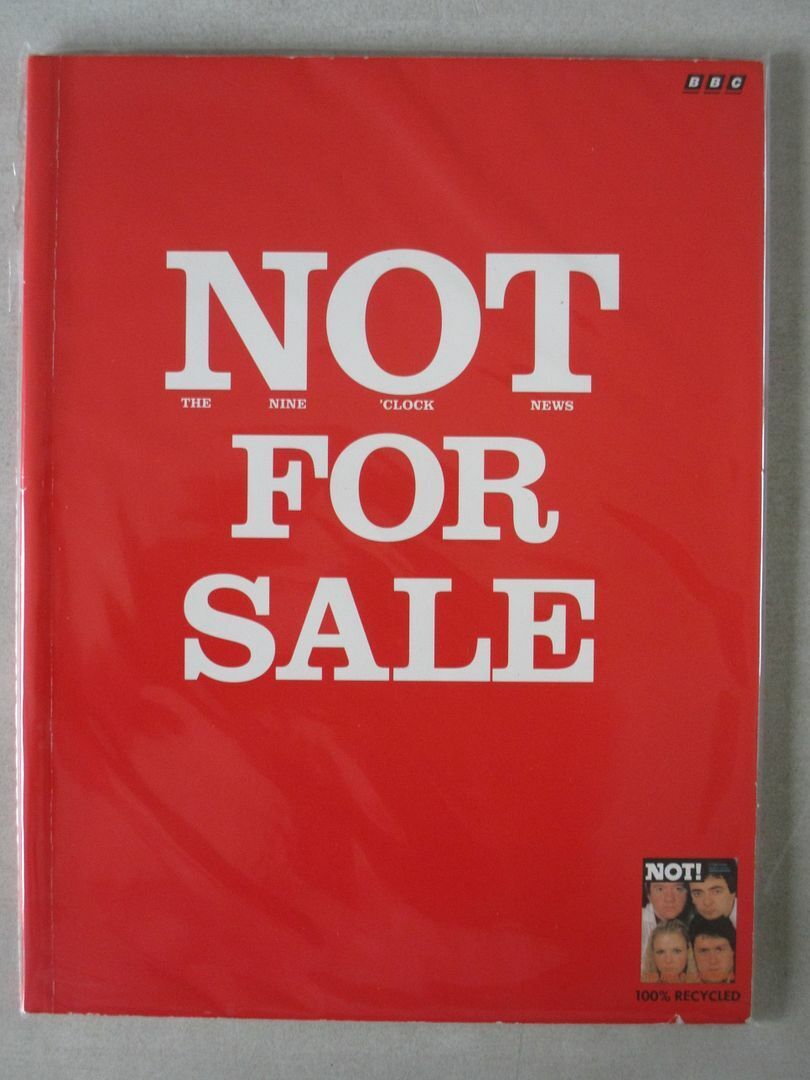 BBC
NOT
THE NINE 'CLOCK NEWS
FOR
SALE
NOT!
100% RECYCLED